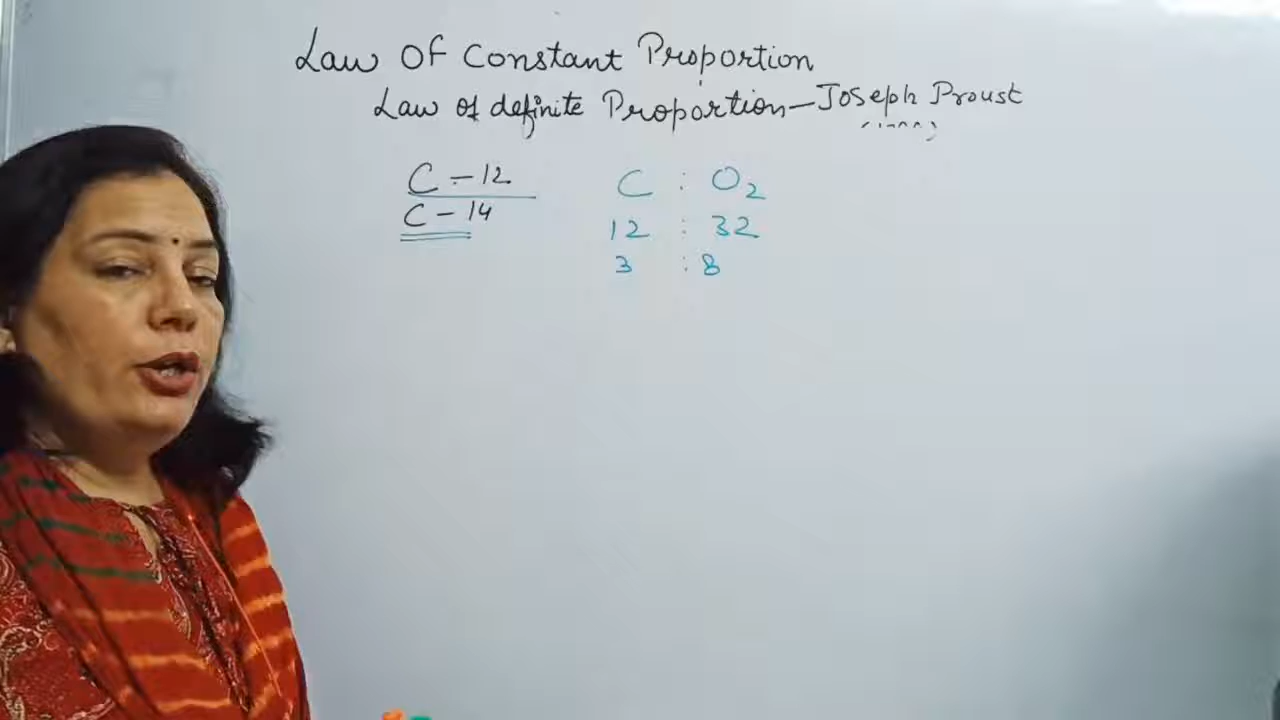 Law Of Constant Proportion
Law of definite Proportion — Joseph Proust
C – 12
C – 14
C : O2
12 : 32
3 : 8